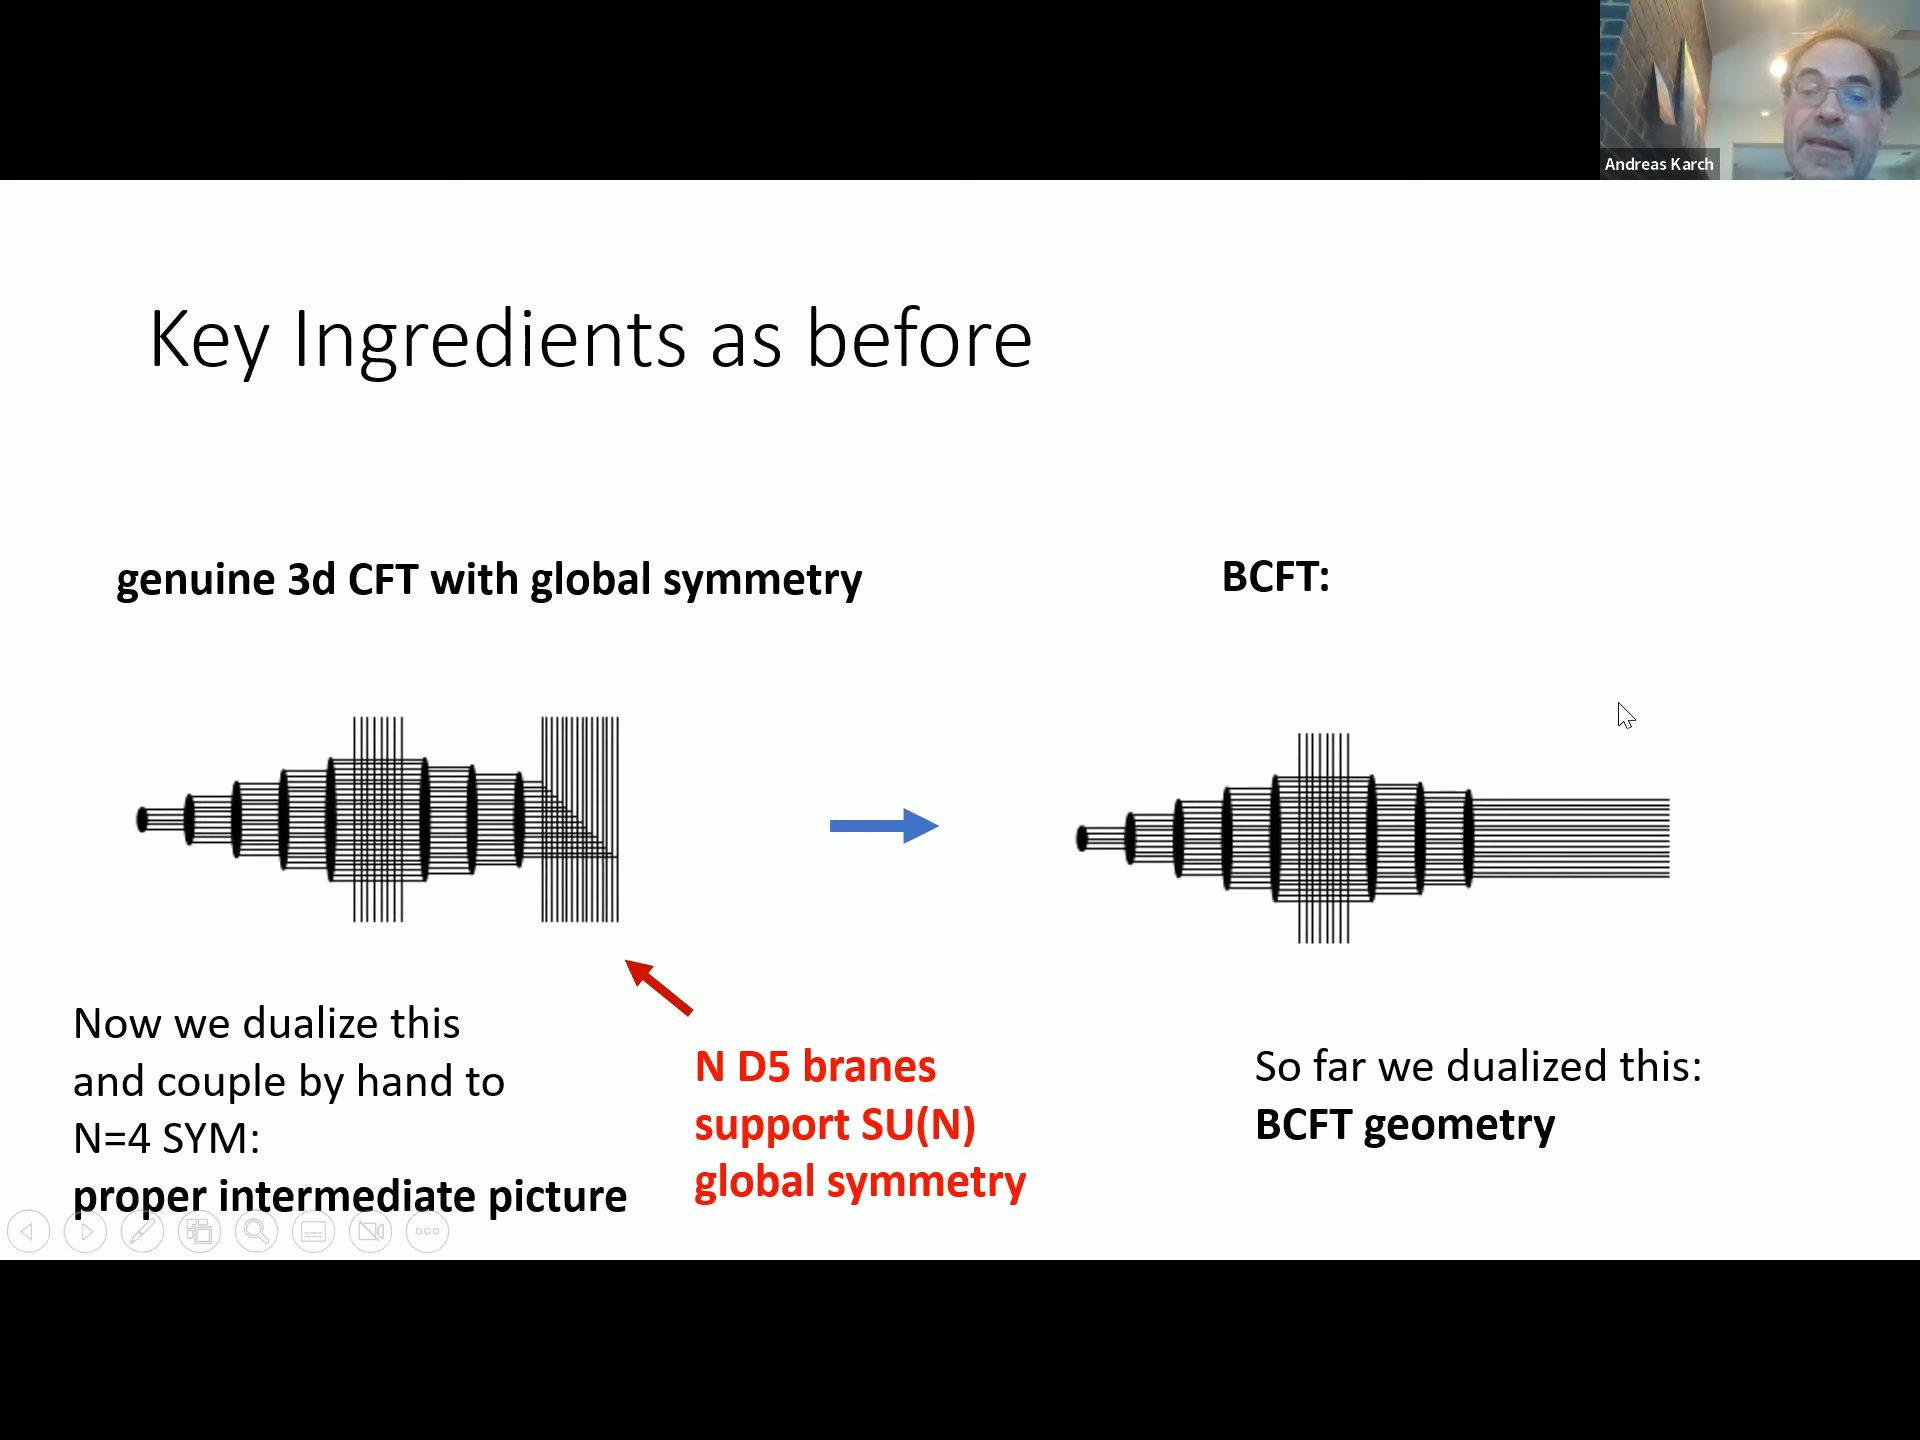 Andreas Karch
Key Ingredients as before
genuine 3d CFT with global symmetry
BCFT:
Now we dualize this
and couple by hand to
N=4 SYM:
proper intermediate picture
N D5 branes
support SU(N)
global symmetry
So far we dualized this:
BCFT geometry